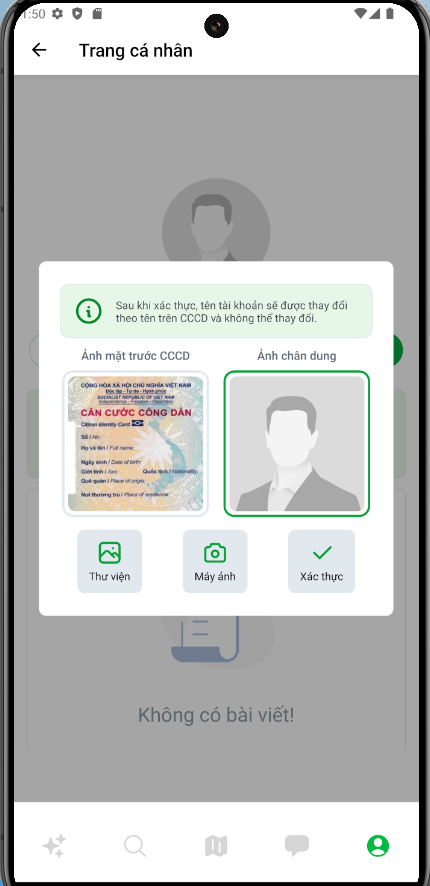 1:50
Trang cá nhân
Sau khi xác thực, tên tài khoản sẽ được thay đổi
theo tên trên CCCD và không thể thay đổi.
Ảnh mặt trước CCCD
Ảnh chân dung
CỘNG HÒA XÃ HỘI CHỦ NGHĨA VIỆT NAM
Độc lập - Tự do - Hạnh phúc
SOCIALIST REPUBLIC OF VIET NAM
Independence - Freedom - Happiness
CĂN CƯỚC CÔNG DÂN
Citizen Identity Card
Số / No.:
Họ và tên / Full name:
Ngày sinh / Date of birth:
Giới tính / Sex: Quốc tịch / Nationality:
Quê quán / Place of origin:
Nơi thường trú / Place of residence:
Thư viện
Máy ảnh
Xác thực
Không có bài viết!